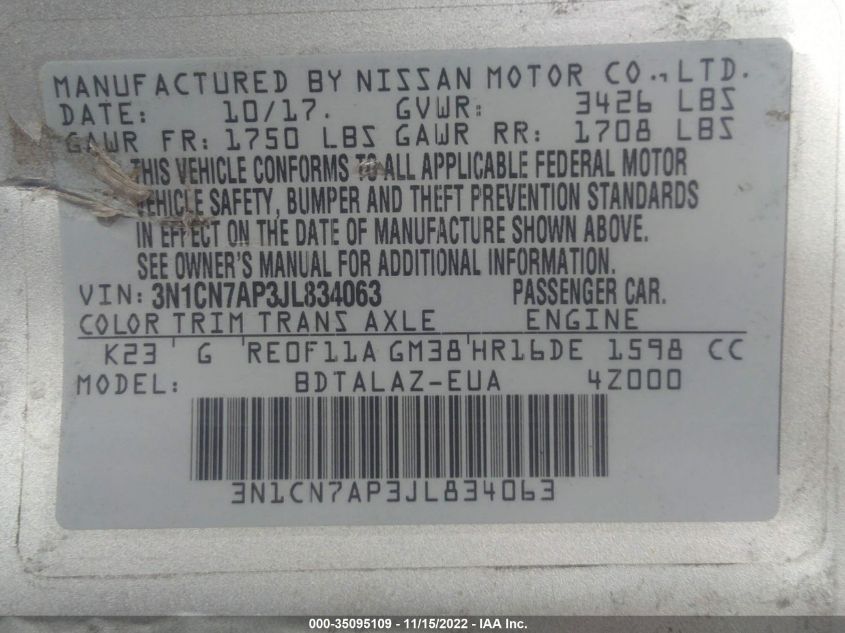 MANUFACTURED BY NISSAN MOTOR CO., LTD.
DATE: 10/17. GVWR: 3426 LBS
GAWR FR: 1750 LBS GAWR RR: 1708 LBS
THIS VEHICLE CONFORMS TO ALL APPLICABLE FEDERAL MOTOR
VEHICLE SAFETY, BUMPER AND THEFT PREVENTION STANDARDS
IN EFFECT ON THE DATE OF MANUFACTURE SHOWN ABOVE.
SEE OWNER'S MANUAL FOR ADDITIONAL INFORMATION.
VIN: 3N1CN7AP3JL834063 PASSENGER CAR.
COLOR TRIM TRANS AXLE ENGINE
K23 G RE0F11A GM38 HR16DE 1598 CC
MODEL: BDTALAZ-EUA 4Z000
3N1CN7AP3JL834063
000-35095109 - 11/15/2022 - IAA Inc.